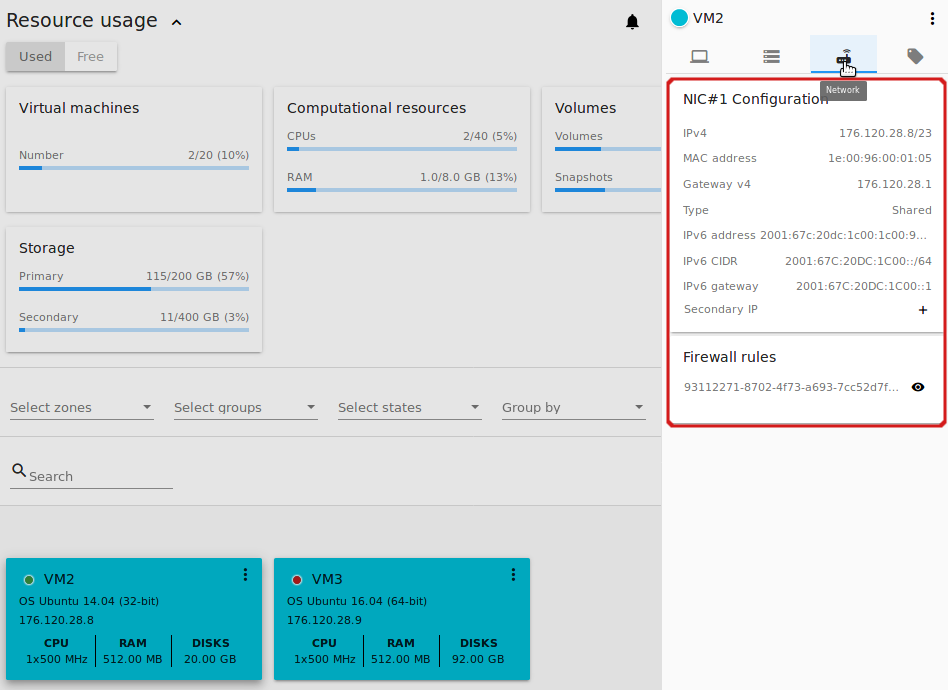 Resource usage
Used Free
Virtual machines
Number 2/20 (10%)
Computational resources
CPUs 2/40 (5%)
RAM 1.0/8.0 GB (13%)
Volumes
Volumes
Snapshots
Storage
Primary 115/200 GB (57%)
Secondary 11/400 GB (3%)
Select zones Select groups Select states Group by
Search
VM2
OS Ubuntu 14.04 (32-bit)
176.120.28.8
CPU RAM DISKS
1x500 MHz 512.00 MB 20.00 GB
VM3
OS Ubuntu 16.04 (64-bit)
176.120.28.9
CPU RAM DISKS
1x500 MHz 512.00 MB 92.00 GB
VM2
Network
NIC#1 Configuration
IPv4 176.120.28.8/23
MAC address 1e:00:96:00:01:05
Gateway v4 176.120.28.1
Type Shared
IPv6 address 2001:67c:20dc:1c00:1c00:9...
IPv6 CIDR 2001:67C:20DC:1C00::/64
IPv6 gateway 2001:67C:20DC:1C00::1
Secondary IP +
Firewall rules
93112271-8702-4f73-a693-7cc52d7f...